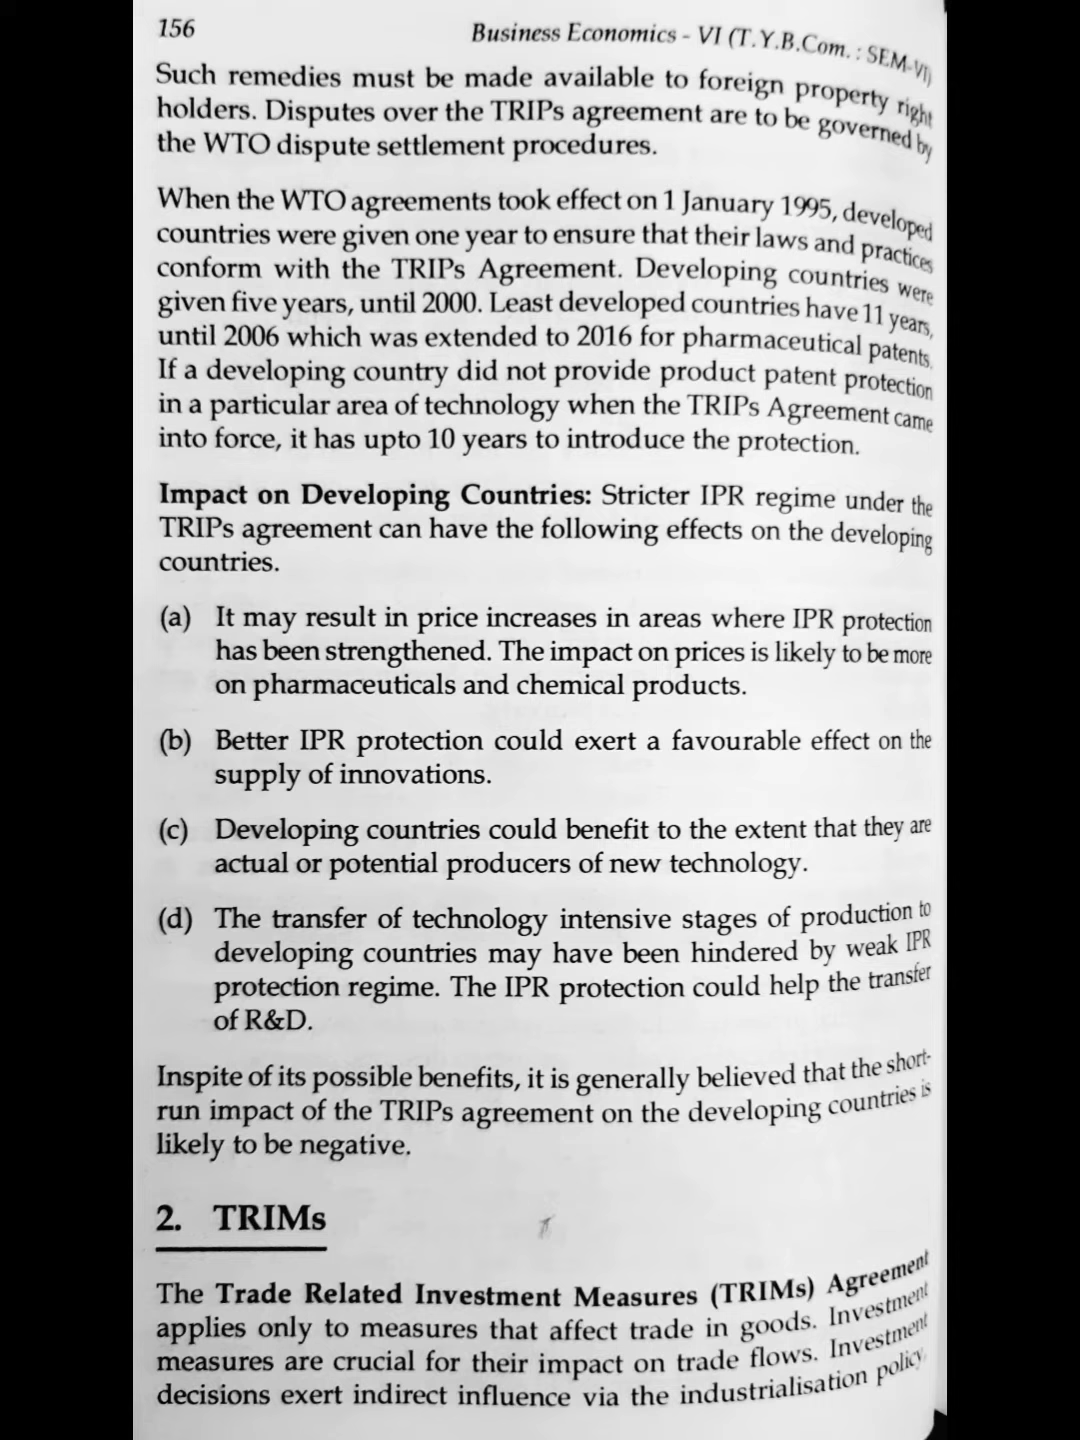 156
Business Economics - VI (T.Y.B.Com. : SEM-VI)
Such remedies must be made available to foreign property right
holders. Disputes over the TRIPs agreement are to be governed by
the WTO dispute settlement procedures.
When the WTO agreements took effect on 1 January 1995, developed
countries were given one year to ensure that their laws and practices
conform with the TRIPs Agreement. Developing countries were
given five years, until 2000. Least developed countries have 11 years,
until 2006 which was extended to 2016 for pharmaceutical patents.
If a developing country did not provide product patent protection
in a particular area of technology when the TRIPs Agreement came
into force, it has upto 10 years to introduce the protection.
Impact on Developing Countries: Stricter IPR regime under the
TRIPs agreement can have the following effects on the developing
countries.
(a) It may result in price increases in areas where IPR protection
has been strengthened. The impact on prices is likely to be more
on pharmaceuticals and chemical products.
(b) Better IPR protection could exert a favourable effect on the
supply of innovations.
(c) Developing countries could benefit to the extent that they are
actual or potential producers of new technology.
(d) The transfer of technology intensive stages of production to
developing countries may have been hindered by weak IPR
protection regime. The IPR protection could help the transfer
of R&D.
Inspite of its possible benefits, it is generally believed that the short-
run impact of the TRIPs agreement on the developing countries is
likely to be negative.
2. TRIMs
The Trade Related Investment Measures (TRIMs) Agreement
applies only to measures that affect trade in goods. Investment
measures are crucial for their impact on trade flows. Investment
decisions exert indirect influence via the industrialisation policy,